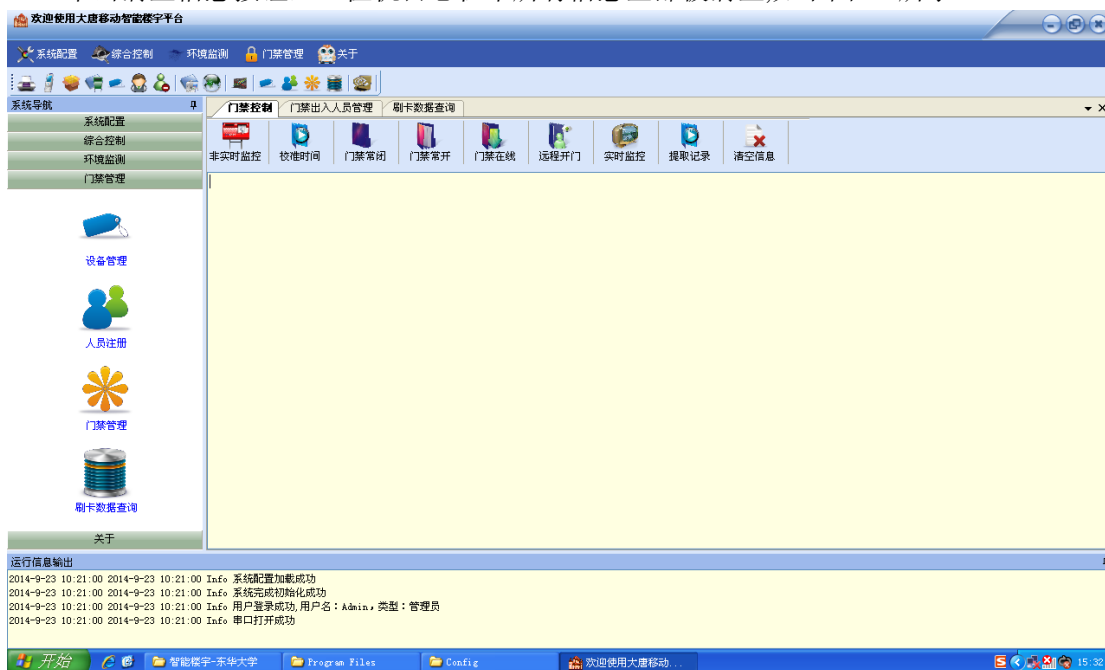 欢迎使用大唐移动智能楼宇平台
系统配置 综合控制 环境监测 门禁管理 关于
系统导航
系统配置
综合控制
环境监测
门禁管理
设备管理
人员注册
门禁管理
刷卡数据查询
关于
门禁控制 门禁出入人员管理 刷卡数据查询
非实时监控 校准时间 门禁常闭 门禁常开 门禁在线 远程开门 实时监控 提取记录 清空信息
运行信息输出
2014-9-23 10:21:00 2014-9-23 10:21:00 Info 系统配置加载成功
2014-9-23 10:21:00 2014-9-23 10:21:00 Info 系统完成初始化成功
2014-9-23 10:21:00 2014-9-23 10:21:00 Info 用户登录成功,用户名：Admin，类型：管理员
2014-9-23 10:21:00 2014-9-23 10:21:00 Info 串口打开成功
开始 智能楼宇-东华大学 Program Files Config 欢迎使用大唐移动... 15:32